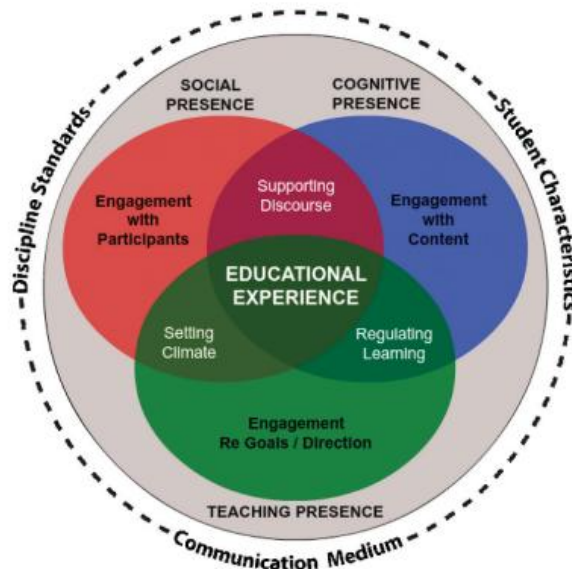 SOCIAL
PRESENCE
COGNITIVE
PRESENCE
Discipline Standards
Student Characteristics
Supporting
Discourse
Engagement
with
Participants
Engagement
with
Content
EDUCATIONAL
EXPERIENCE
Setting
Climate
Regulating
Learning
Engagement
Re Goals / Direction
TEACHING PRESENCE
Communication Medium